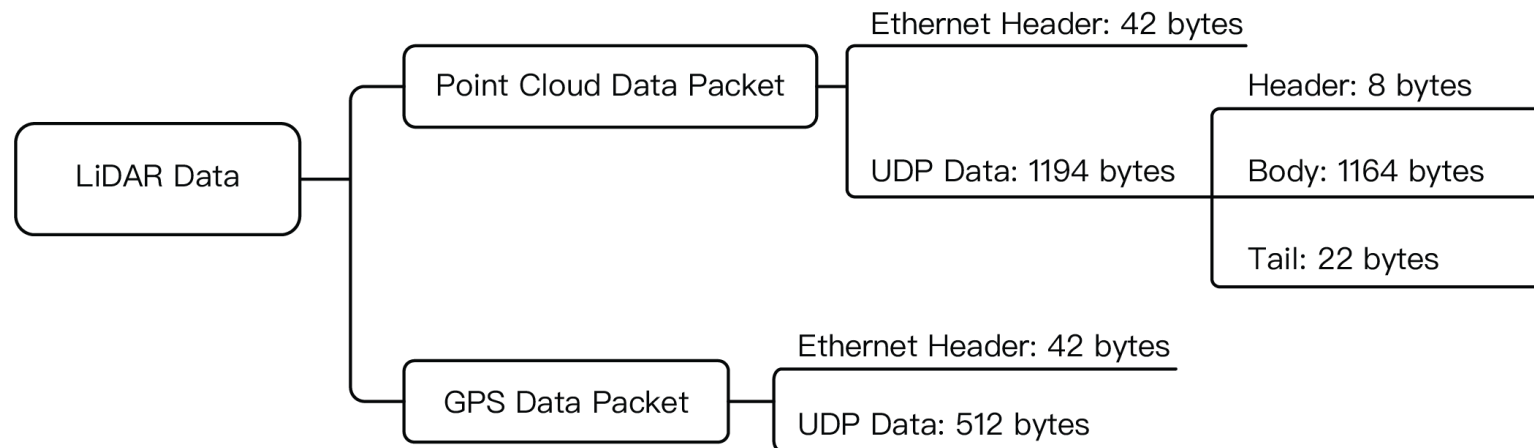 LiDAR Data
Point Cloud Data Packet
Ethernet Header: 42 bytes
UDP Data: 1194 bytes
Header: 8 bytes
Body: 1164 bytes
Tail: 22 bytes
GPS Data Packet
Ethernet Header: 42 bytes
UDP Data: 512 bytes